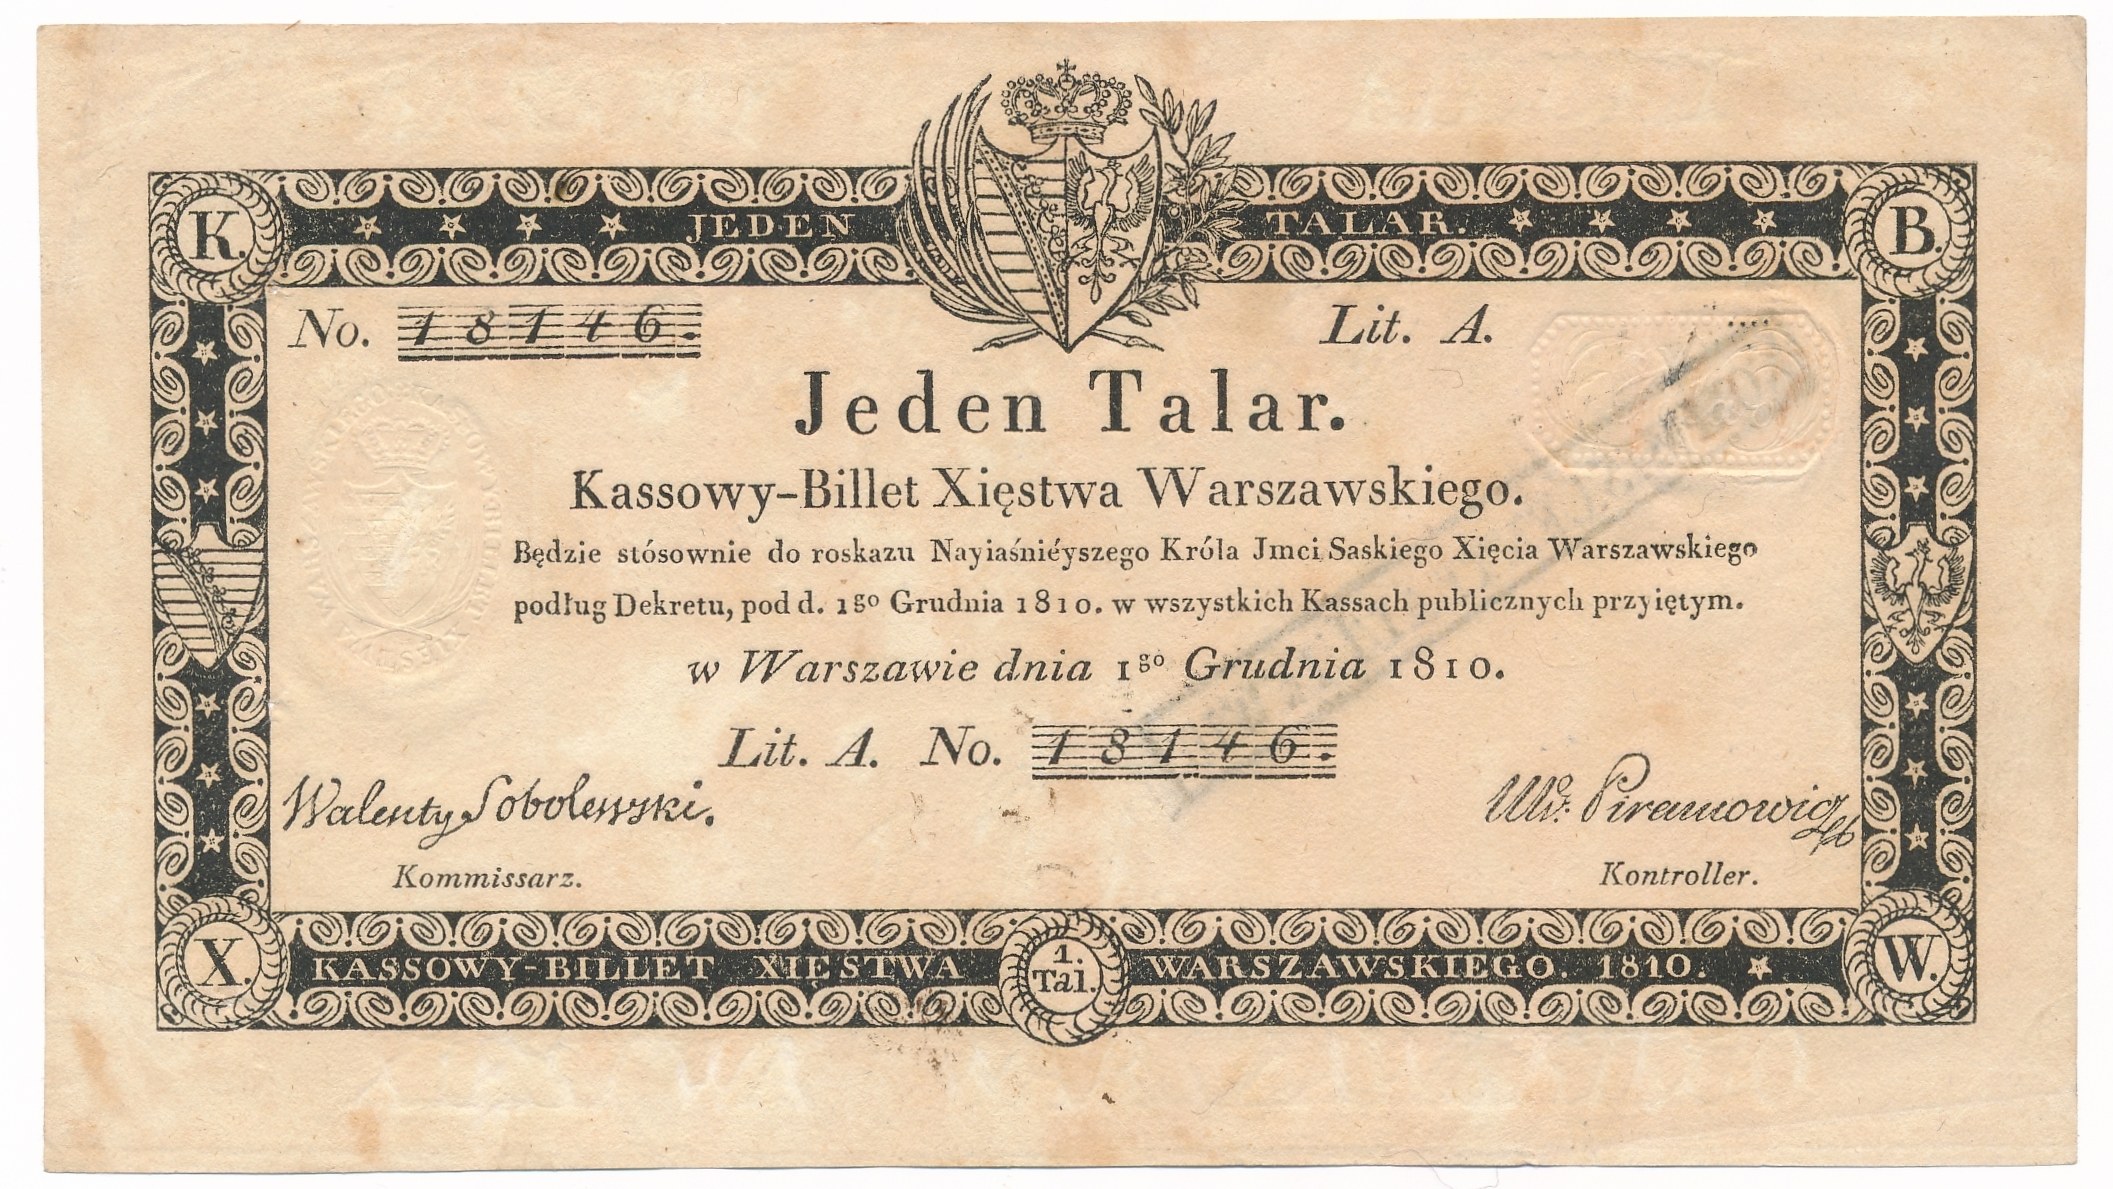 K. JEDEN TALAR. B.
No. 18146. Lit. A.
Jeden Talar.
Kassowy-Billet Xięstwa Warszawskiego.
Będzie stósownie do roskazu Nayiaśniéyszego Króla Jmci Saskiego Xięcia Warszawskiego
podług Dekretu, pod d. 1go Grudnia 1810. w wszystkich Kassach publicznych przyiętym.
w Warszawie dnia 1go Grudnia 1810.
Lit. A. No. 18146.
Walenty Sobolewski.
Kommissarz.
Kontroller.
X. KASSOWY-BILLET XIĘSTWA 1. Tal. WARSZAWSKIEGO. 1810. W.